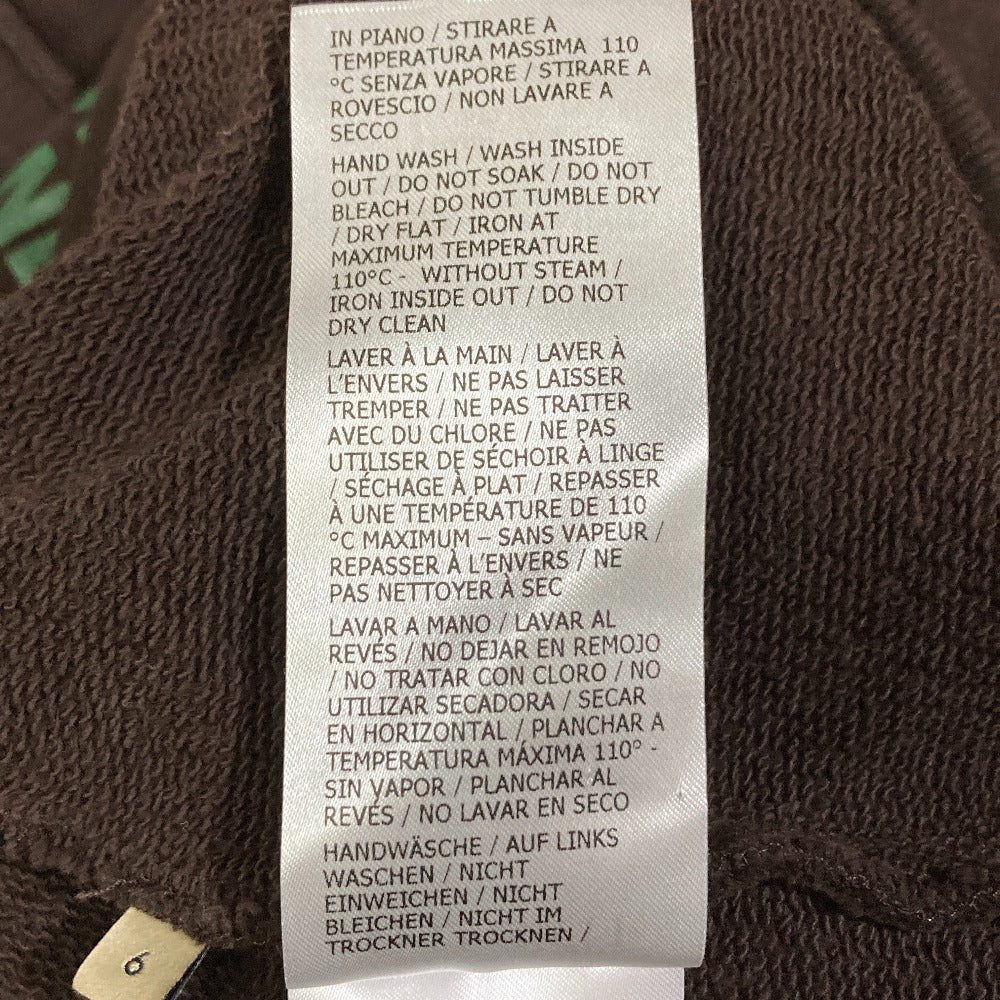 IN PIANO / STIRARE A
TEMPERATURA MASSIMA 110
°C SENZA VAPORE / STIRARE A
ROVESCIO / NON LAVARE A
SECCO
HAND WASH / WASH INSIDE
OUT / DO NOT SOAK / DO NOT
BLEACH / DO NOT TUMBLE DRY
/ DRY FLAT / IRON AT
MAXIMUM TEMPERATURE
110°C - WITHOUT STEAM /
IRON INSIDE OUT / DO NOT
DRY CLEAN
LAVER À LA MAIN / LAVER À
L'ENVERS / NE PAS LAISSER
TREMPER / NE PAS TRAITER
AVEC DU CHLORE / NE PAS
UTILISER DE SÉCHOIR À LINGE
/ SÉCHAGE À PLAT / REPASSER
À UNE TEMPÉRATURE DE 110
°C MAXIMUM – SANS VAPEUR /
REPASSER À L'ENVERS / NE
PAS NETTOYER À SEC
LAVAR A MANO / LAVAR AL
REVÉS / NO DEJAR EN REMOJO
/ NO TRATAR CON CLORO / NO
UTILIZAR SECADORA / SECAR
EN HORIZONTAL / PLANCHAR A
TEMPERATURA MÁXIMA 110° -
SIN VAPOR / PLANCHAR AL
REVÉS / NO LAVAR EN SECO
HANDWÄSCHE / AUF LINKS
WASCHEN / NICHT
EINWEICHEN / NICHT
BLEICHEN / NICHT IM
TROCKNER TROCKNEN /
6